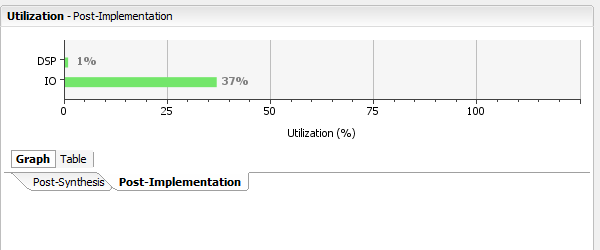 Utilization - Post-Implementation
DSP 1%
IO 37%
0 25 50 75 100
Utilization (%)
Graph Table
Post-Synthesis Post-Implementation